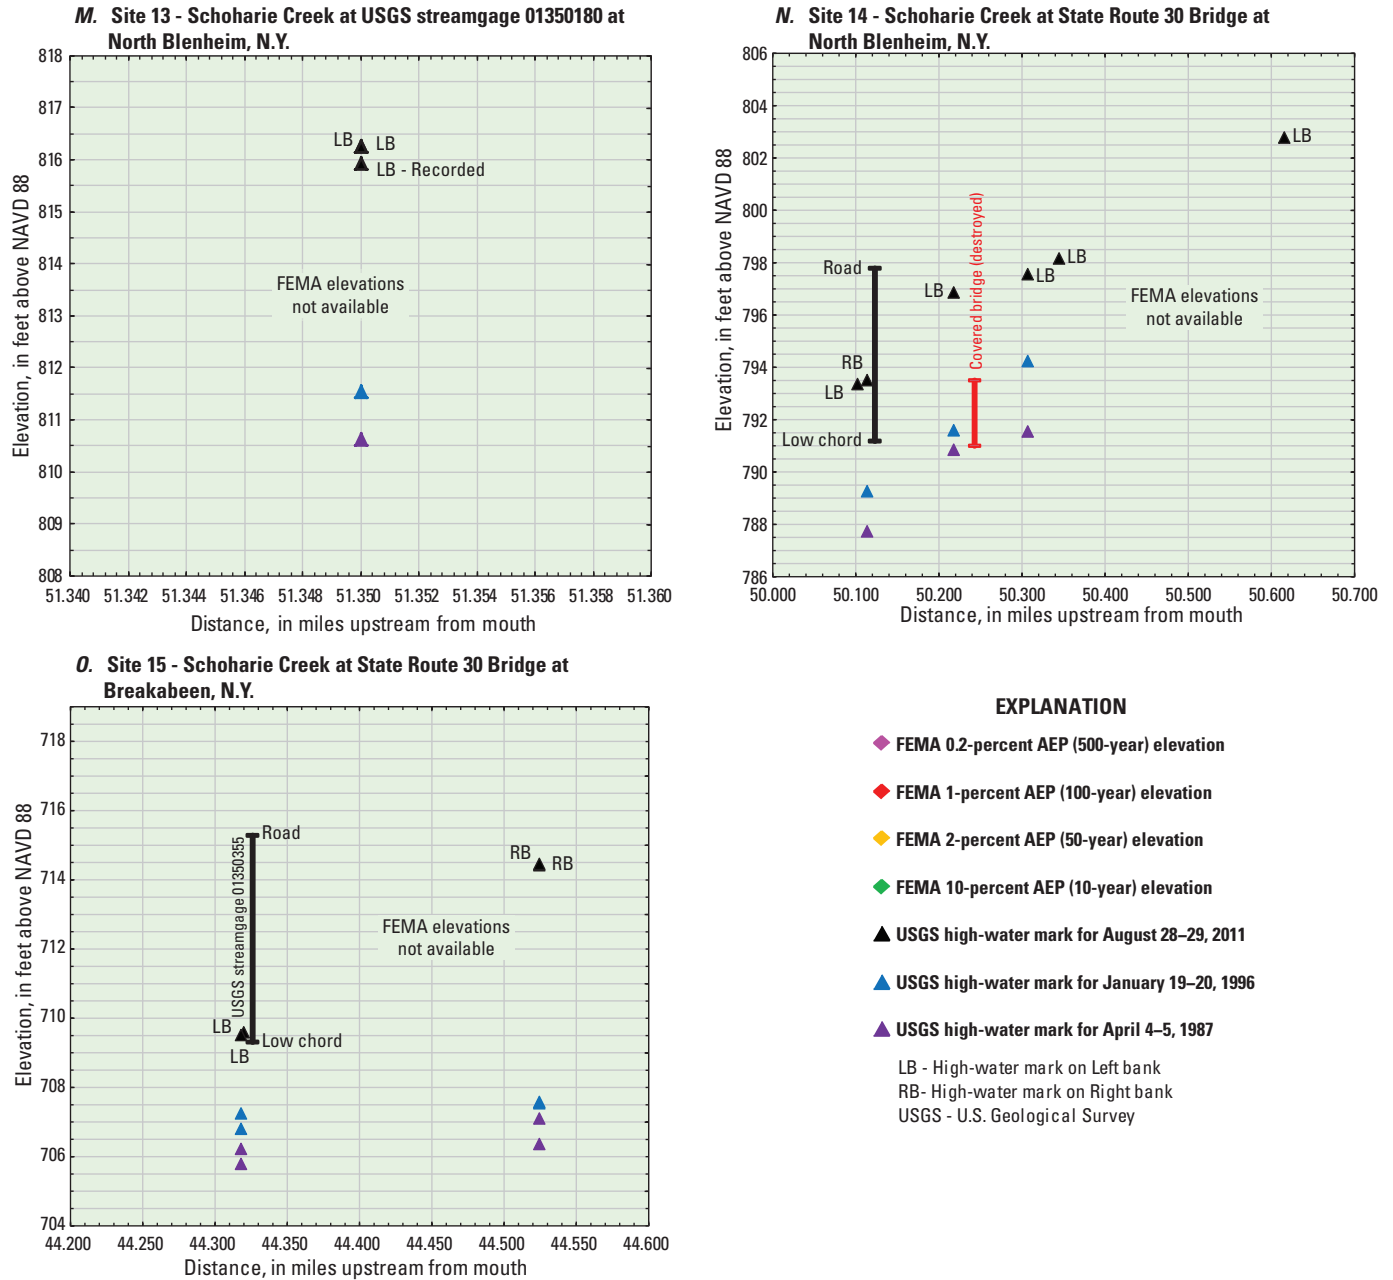 M. Site 13 - Schoharie Creek at USGS streamgage 01350180 at
North Blenheim, N.Y.
Elevation, in feet above NAVD 88
818
817
816
815
814
813
812
811
810
809
808
LB LB
LB - Recorded
FEMA elevations
not available
51.340 51.342 51.344 51.346 51.348 51.350 51.352 51.354 51.356 51.358 51.360
Distance, in miles upstream from mouth
N. Site 14 - Schoharie Creek at State Route 30 Bridge at
North Blenheim, N.Y.
Elevation, in feet above NAVD 88
806
804
802
800
798
796
794
792
790
788
786
LB
Covered bridge (destroyed)
LB
Road
LB
LB
FEMA elevations
not available
RB
LB
Low chord
50.000 50.100 50.200 50.300 50.400 50.500 50.600 50.700
Distance, in miles upstream from mouth
O. Site 15 - Schoharie Creek at State Route 30 Bridge at
Breakabeen, N.Y.
Elevation, in feet above NAVD 88
718
716
714
712
710
708
706
704
Road
USGS streamgage 01350355
RB RB
FEMA elevations
not available
LB
Low chord
LB
44.200 44.250 44.300 44.350 44.400 44.450 44.500 44.550 44.600
Distance, in miles upstream from mouth
EXPLANATION
FEMA 0.2-percent AEP (500-year) elevation
FEMA 1-percent AEP (100-year) elevation
FEMA 2-percent AEP (50-year) elevation
FEMA 10-percent AEP (10-year) elevation
USGS high-water mark for August 28–29, 2011
USGS high-water mark for January 19–20, 1996
USGS high-water mark for April 4–5, 1987
LB - High-water mark on Left bank
RB- High-water mark on Right bank
USGS - U.S. Geological Survey